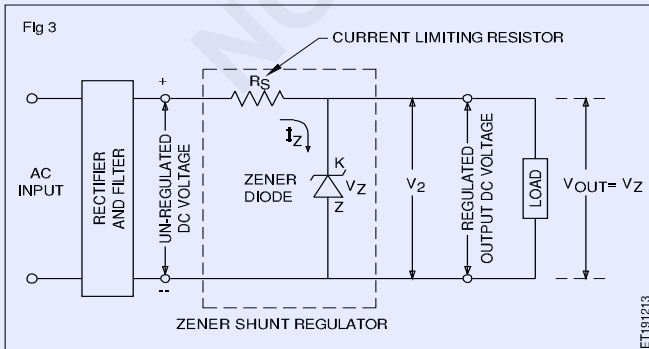 Fig 3
CURRENT LIMITING RESISTOR
RS
+
IZ
AC
INPUT
RECTIFIER
AND FILTER
UN-REGULATED
DC VOLTAGE
ZENER
DIODE
K
VZ
Z
V2
REGULATED
OUTPUT DC VOLTAGE
LOAD
VOUT= VZ
--
ZENER SHUNT REGULATOR
ET191213